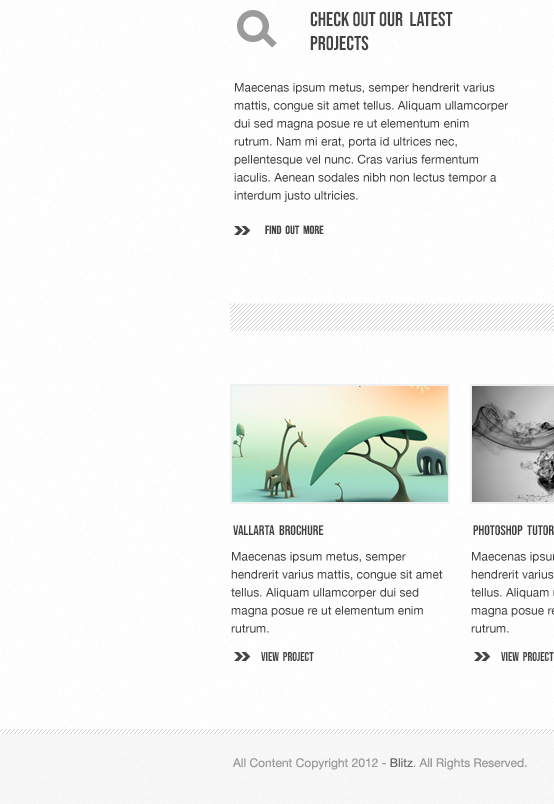 CHECK OUT OUR LATEST
PROJECTS
Maecenas ipsum metus, semper hendrerit varius
mattis, congue sit amet tellus. Aliquam ullamcorper
dui sed magna posue re ut elementum enim
rutrum. Nam mi erat, porta id ultrices nec,
pellentesque vel nunc. Cras varius fermentum
iaculis. Aenean sodales nibh non lectus tempor a
interdum justo ultricies.
FIND OUT MORE
VALLARTA BROCHURE
Maecenas ipsum metus, semper
hendrerit varius mattis, congue sit amet
tellus. Aliquam ullamcorper dui sed
magna posue re ut elementum enim
rutrum.
VIEW PROJECT
PHOTOSHOP TUTOR
Maecenas ipsu
hendrerit varius
tellus. Aliquam
magna posue re
rutrum.
VIEW PROJECT
All Content Copyright 2012 - Blitz. All Rights Reserved.